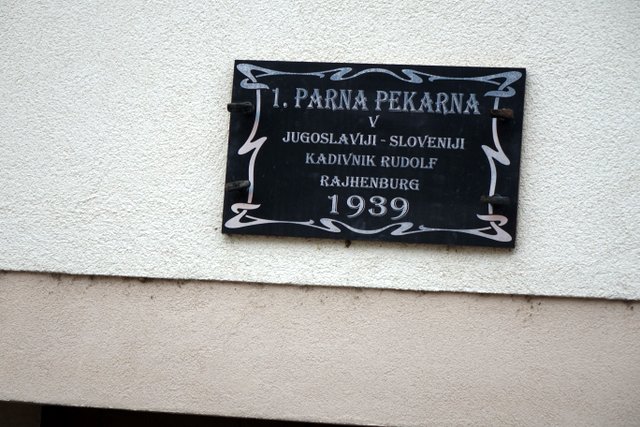 1. PARNA PEKARNA
V
JUGOSLAVIJI - SLOVENIJI
KADIVNIK RUDOLF
RAJHENBURG
1939